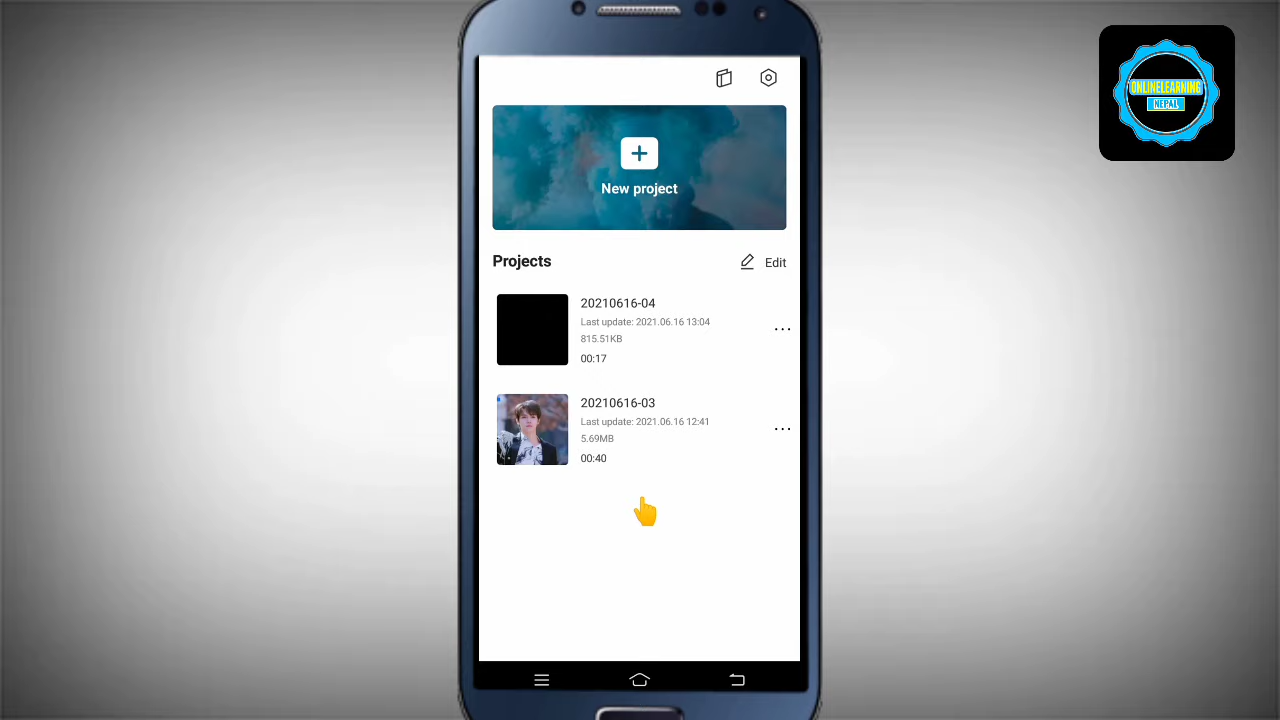 ONLINELEARNING
NEPAL
New project
Projects
Edit
20210616-04
Last update: 2021.06.16 13:04
815.51KB
00:17
20210616-03
Last update: 2021.06.16 12:41
5.69MB
00:40